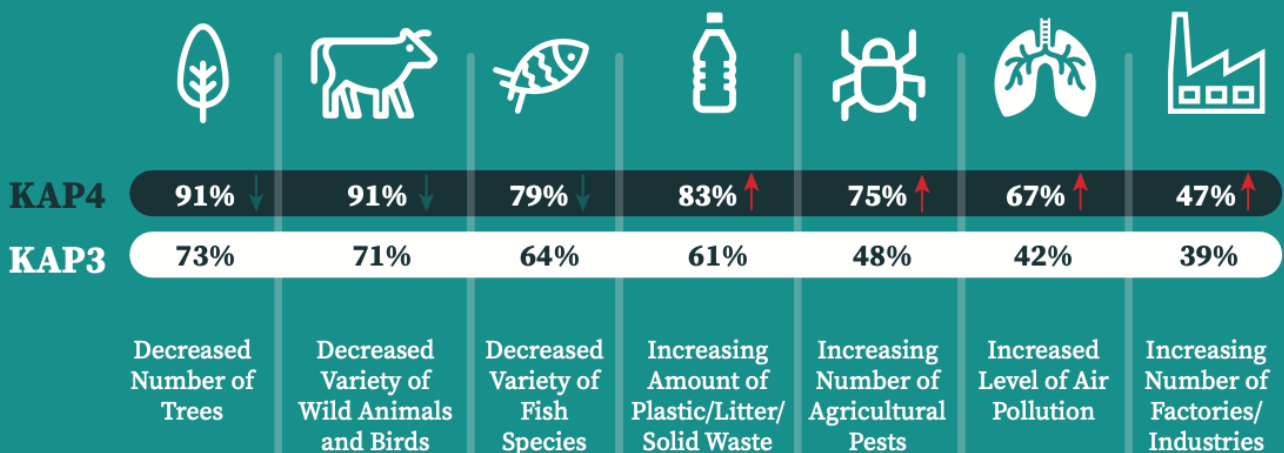 KAP4 91% 91% 79% 83% 75% 67% 47%
KAP3 73% 71% 64% 61% 48% 42% 39%
Decreased
Number of
Trees
Decreased
Variety of
Wild Animals
and Birds
Decreased
Variety of
Fish
Species
Increasing
Amount of
Plastic/Litter/
Solid Waste
Increasing
Number of
Agricultural
Pests
Increased
Level of Air
Pollution
Increasing
Number of
Factories/
Industries